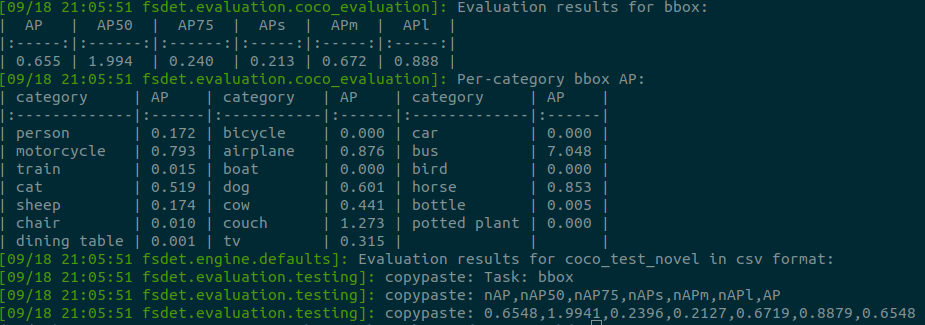 [09/18 21:05:51 fsdet.evaluation.coco_evaluation]: Evaluation results for bbox:
|  AP   |  AP50  |  AP75  |  APs  |  APm  |  APl  |
|:-----:|:------:|:------:|:-----:|:-----:|:-----:|
| 0.655 | 1.994  | 0.240  | 0.213 | 0.672 | 0.888 |
[09/18 21:05:51 fsdet.evaluation.coco_evaluation]: Per-category bbox AP:
| category     | AP    | category   | AP    | category     | AP    |
|:-------------|:------|:-----------|:------|:-------------|:------|
| person       | 0.172 | bicycle    | 0.000 | car          | 0.000 |
| motorcycle   | 0.793 | airplane   | 0.876 | bus          | 7.048 |
| train        | 0.015 | boat       | 0.000 | bird         | 0.000 |
| cat          | 0.519 | dog        | 0.601 | horse        | 0.853 |
| sheep        | 0.174 | cow        | 0.441 | bottle       | 0.005 |
| chair        | 0.010 | couch      | 1.273 | potted plant | 0.000 |
| dining table | 0.001 | tv         | 0.315 |              |       |
[09/18 21:05:51 fsdet.engine.defaults]: Evaluation results for coco_test_novel in csv format:
[09/18 21:05:51 fsdet.evaluation.testing]: copypaste: Task: bbox
[09/18 21:05:51 fsdet.evaluation.testing]: copypaste: nAP,nAP50,nAP75,nAPs,nAPm,nAPl,AP
[09/18 21:05:51 fsdet.evaluation.testing]: copypaste: 0.6548,1.9941,0.2396,0.2127,0.6719,0.8879,0.6548